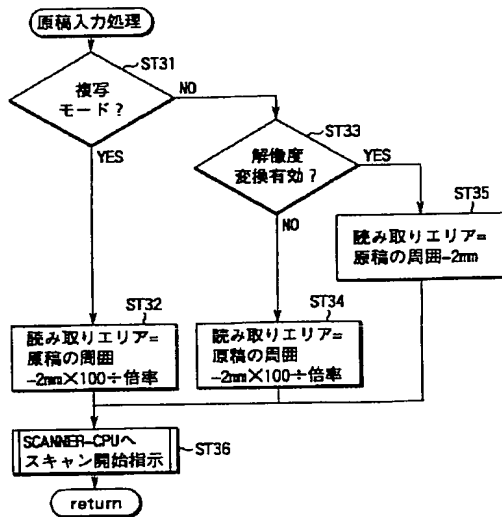 原稿入力処理
ST31
複写
モード?
NO
YES
ST33
解像度
変換有効?
YES
NO
ST35
読み取りエリア=
原稿の周囲-2mm
ST32
読み取りエリア=
原稿の周囲
-2mm×100÷倍率
ST34
読み取りエリア=
原稿の周囲
-2mm×100÷倍率
SCANNER-CPUへ
スキャン開始指示
ST36
return